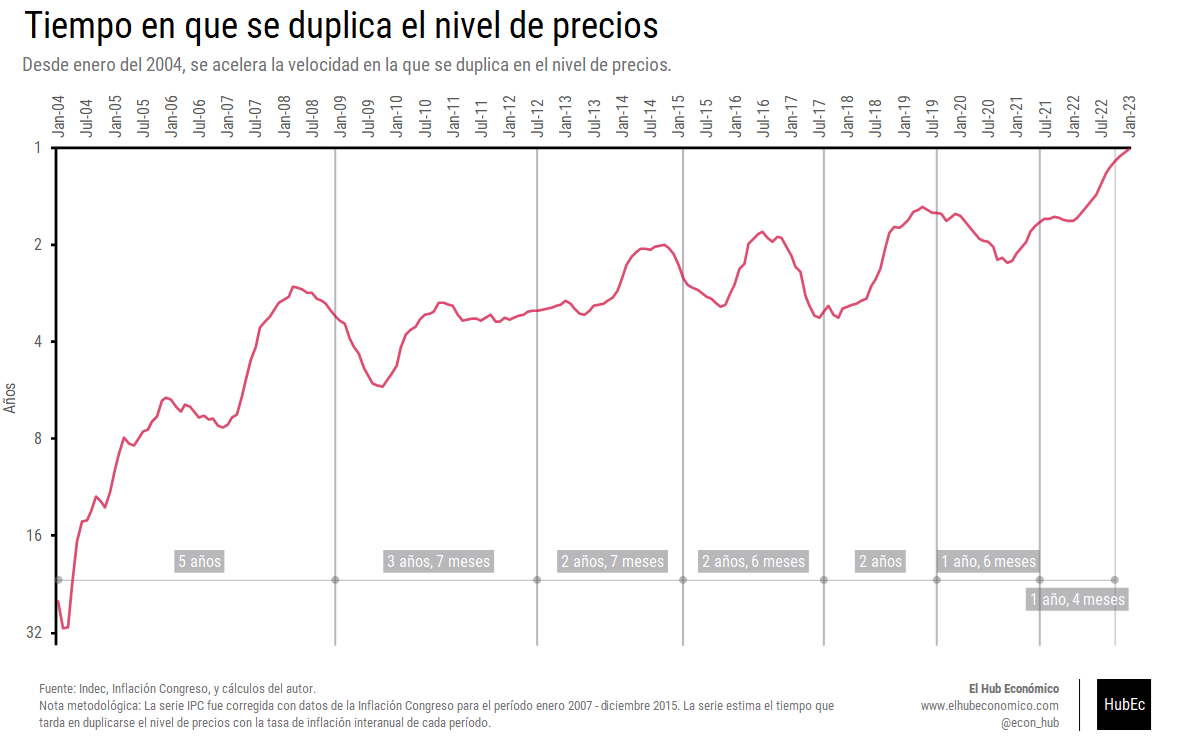 Tiempo en que se duplica el nivel de precios
Desde enero del 2004, se acelera la velocidad en la que se duplica en el nivel de precios.
Jan-04 Jul-04 Jan-05 Jul-05 Jan-06 Jul-06 Jan-07 Jul-07 Jan-08 Jul-08 Jan-09 Jul-09 Jan-10 Jul-10 Jan-11 Jul-11 Jan-12 Jul-12 Jan-13 Jul-13 Jan-14 Jul-14 Jan-15 Jul-15 Jan-16 Jul-16 Jan-17 Jul-17 Jan-18 Jul-18 Jan-19 Jul-19 Jan-20 Jul-20 Jan-21 Jul-21 Jan-22 Jul-22 Jan-23
1
2
4
Años
8
16
5 años 3 años, 7 meses 2 años, 7 meses 2 años, 6 meses 2 años 1 año, 6 meses
1 año, 4 meses
32
Fuente: Indec, Inflación Congreso, y cálculos del autor.
Nota metodológica: La serie IPC fue corregida con datos de la Inflación Congreso para el período enero 2007 - diciembre 2015. La serie estima el tiempo que
tarda en duplicarse el nivel de precios con la tasa de inflación interanual de cada período.
El Hub Económico
www.elhubeconomico.com
@econ_hub
HubEc